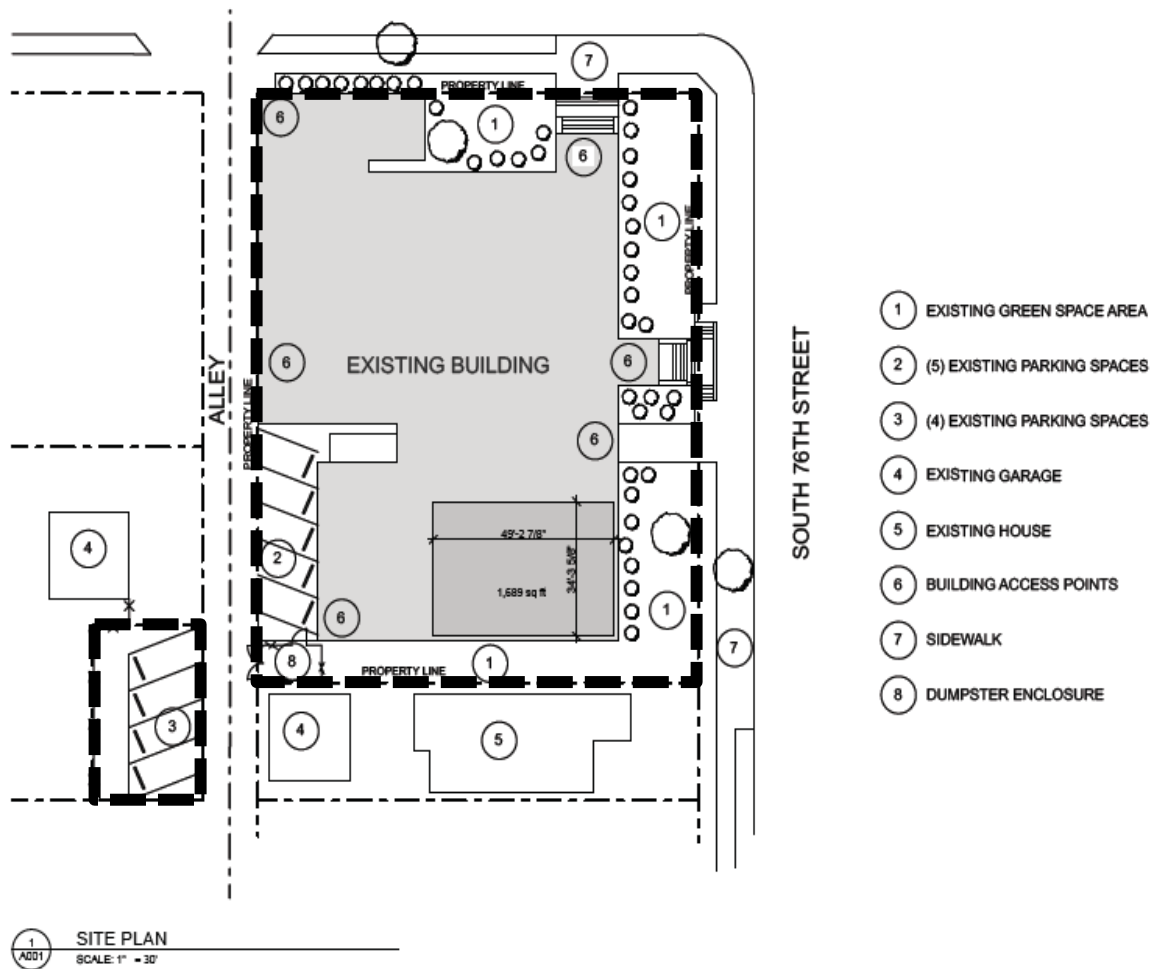 7
PROPERTY LINE
6
1
6
1
PROPERTY LINE
ALLEY
PROPERTY LINE
6
EXISTING BUILDING
6
6
SOUTH 76TH STREET
49'-2 7/8"
34'-3 5/8"
1,689 sq ft
4
2
6
1
7
8
PROPERTY LINE
1
3
4
5
1 EXISTING GREEN SPACE AREA
2 (5) EXISTING PARKING SPACES
3 (4) EXISTING PARKING SPACES
4 EXISTING GARAGE
5 EXISTING HOUSE
6 BUILDING ACCESS POINTS
7 SIDEWALK
8 DUMPSTER ENCLOSURE
1
A001
SITE PLAN
SCALE: 1" = 30'